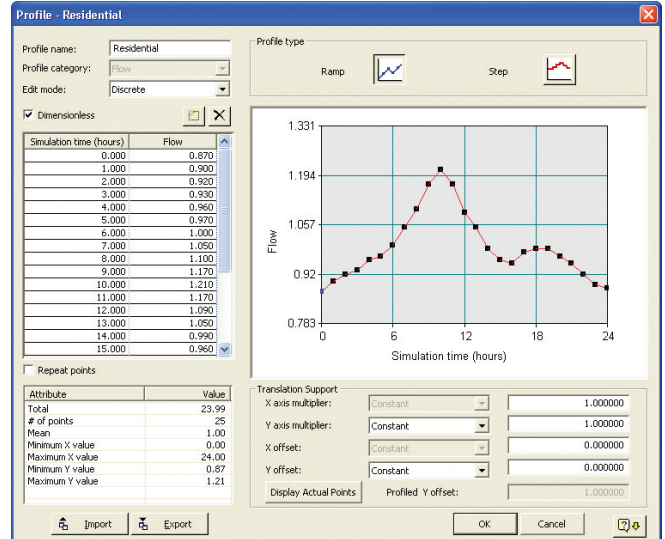 Profile - Residential
Profile name: Residential
Profile category: Flow
Edit mode: Discrete
Dimensionless
Simulation time (hours) Flow
0.000 0.870
1.000 0.900
2.000 0.920
3.000 0.930
4.000 0.960
5.000 0.970
6.000 1.000
7.000 1.050
8.000 1.100
9.000 1.170
10.000 1.210
11.000 1.170
12.000 1.090
13.000 1.050
14.000 0.990
15.000 0.960
Repeat points
Attribute Value
Total 23.99
# of points 25
Mean 1.00
Minimum X value 0.00
Maximum X value 24.00
Minimum Y value 0.87
Maximum Y value 1.21
Import Export
Profile type
Ramp Step
1.331
1.194
1.057
0.92
0.783
Flow
0 6 12 18 24
Simulation time (hours)
Translation Support
X axis multiplier: Constant 1.000000
Y axis multiplier: Constant 1.000000
X offset: Constant 0.000000
Y offset: Constant 0.000000
Display Actual Points Profiled Y offset: 1.000000
OK Cancel